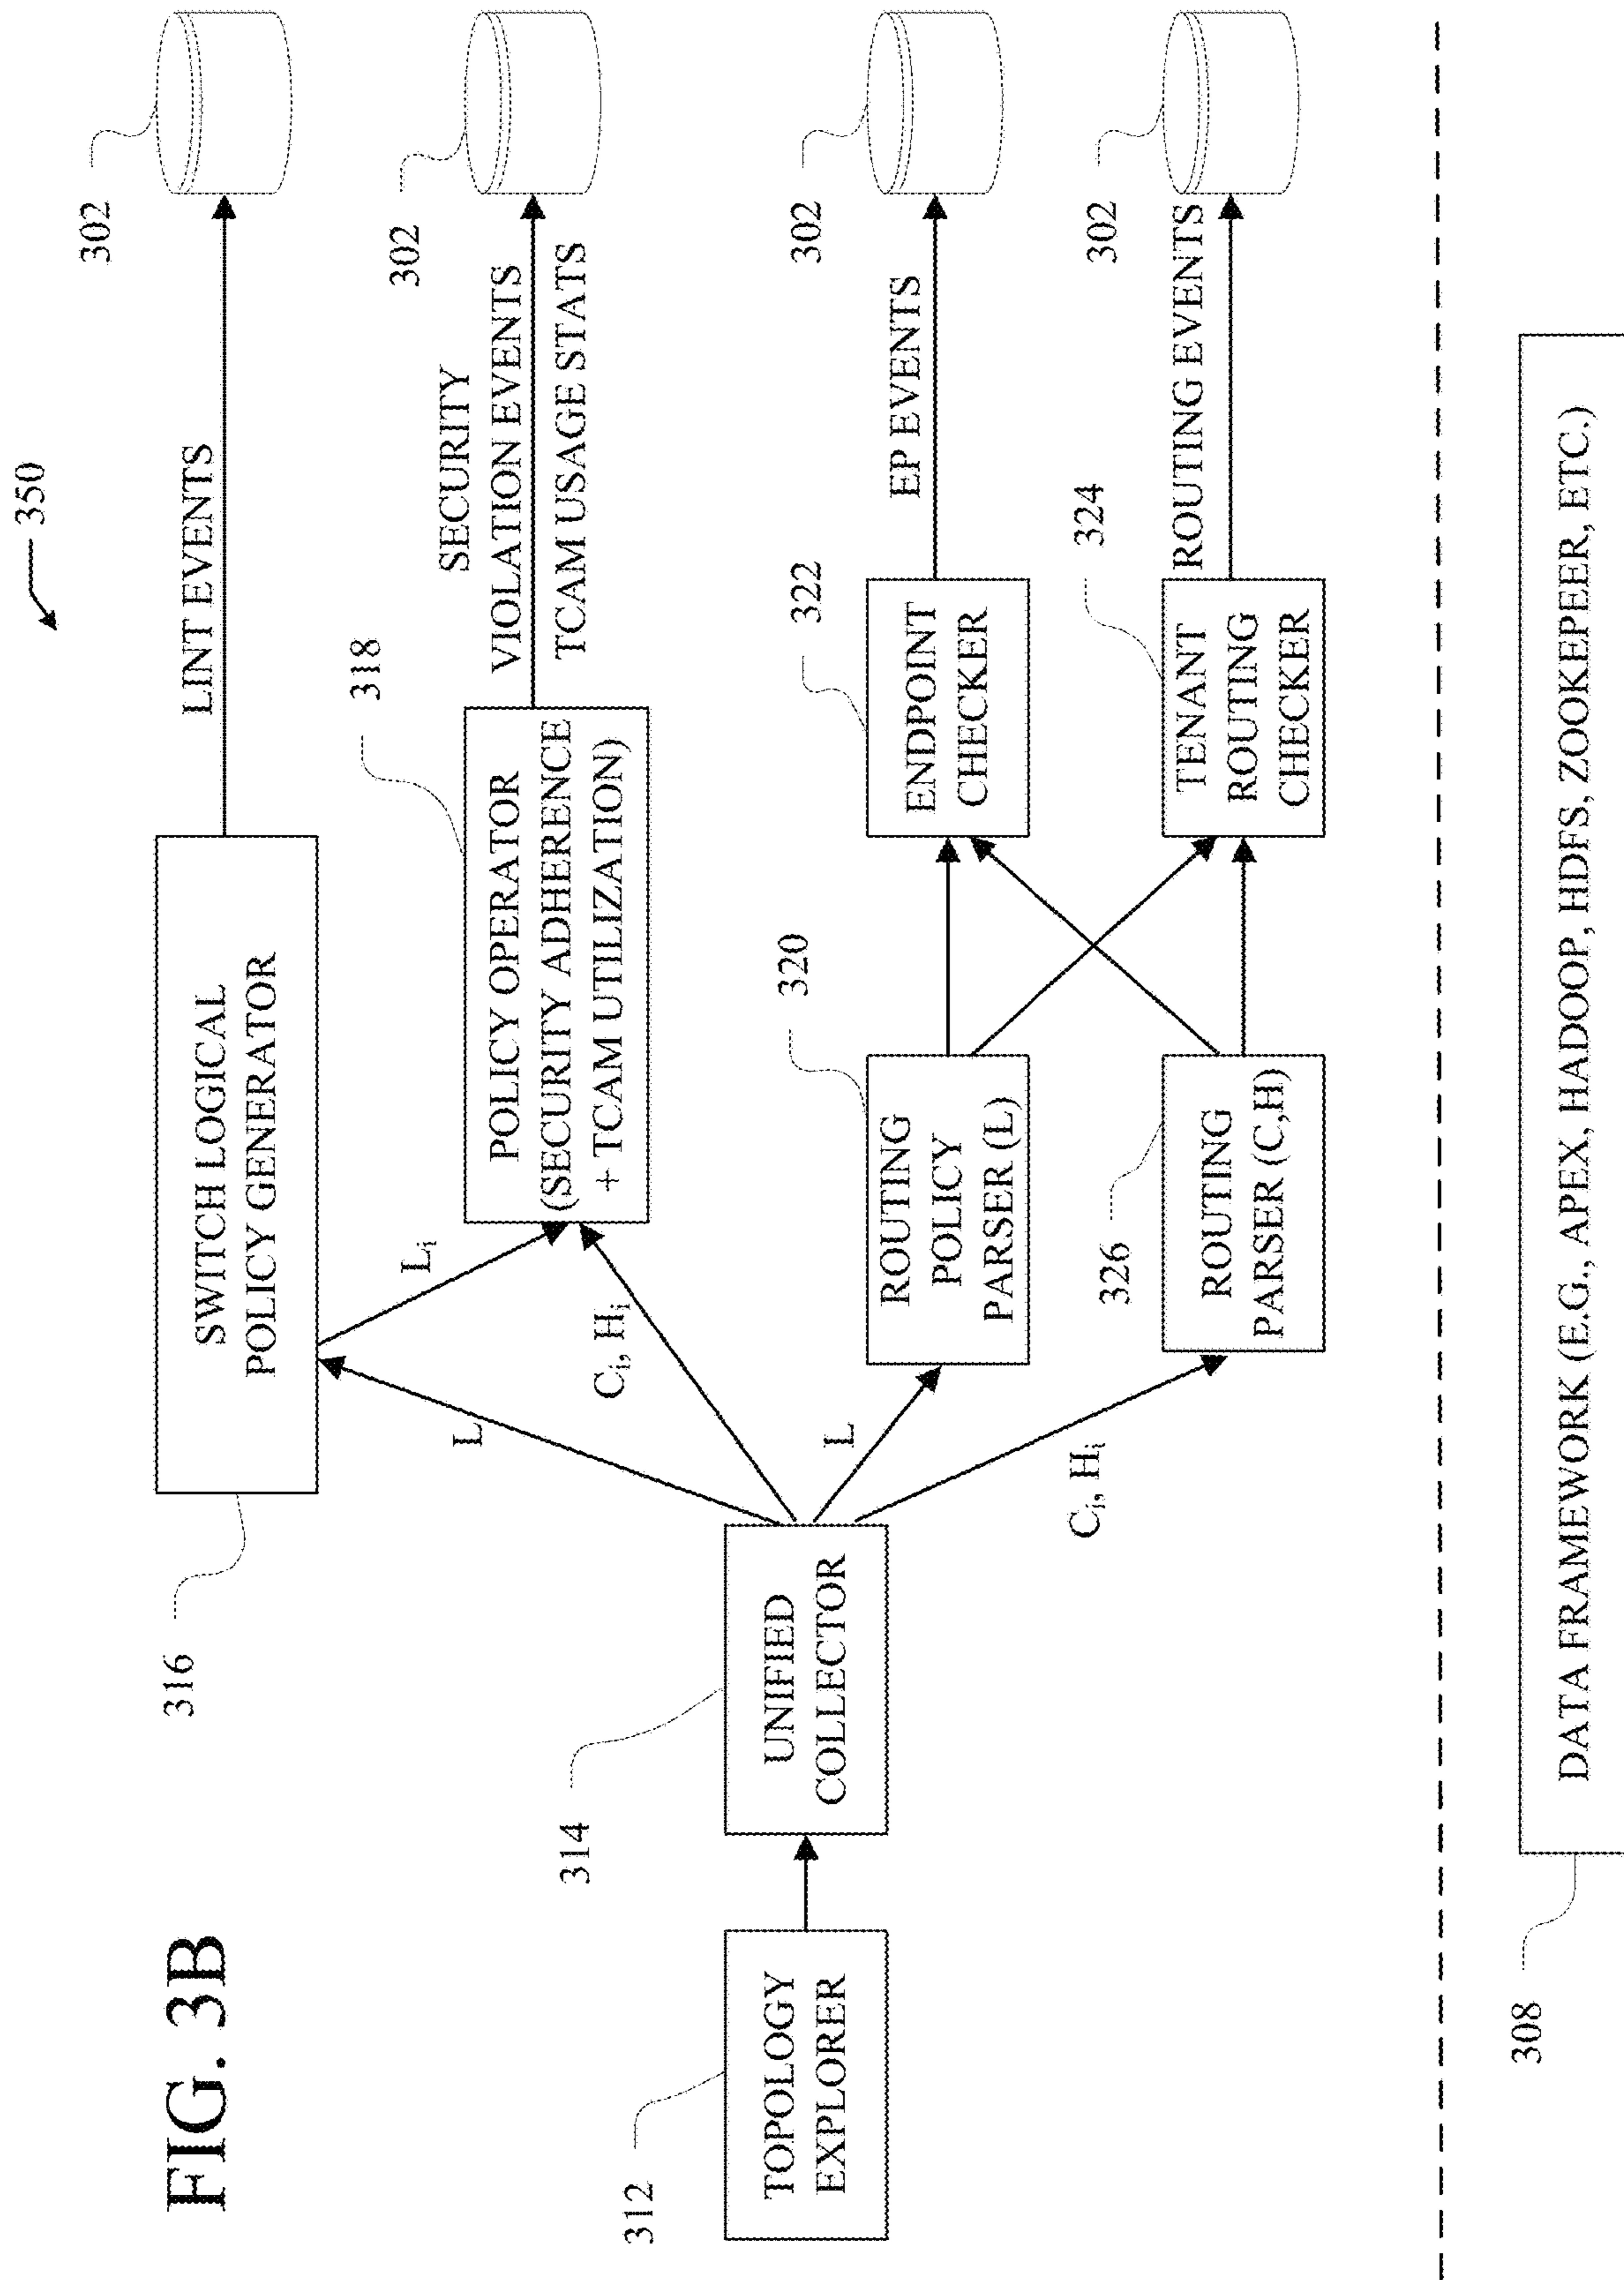 FIG. 3B
350
302
LINT EVENTS
SWITCH LOGICAL
POLICY GENERATOR
316
302
SECURITY
VIOLATION EVENTS
TCAM USAGE STATS
318
POLICY OPERATOR
(SECURITY ADHERENCE
+ TCAM UTILIZATION)
Li
L
Ci, Hi
312
TOPOLOGY
EXPLORER
314
UNIFIED
COLLECTOR
L
Ci, Hi
320
ROUTING
POLICY
PARSER (L)
322
ENDPOINT
CHECKER
EP EVENTS
302
326
ROUTING
PARSER (C,H)
324
TENANT
ROUTING
CHECKER
ROUTING EVENTS
302
308
DATA FRAMEWORK (E.G., APEX, HADOOP, HDFS, ZOOKEPEER, ETC.)